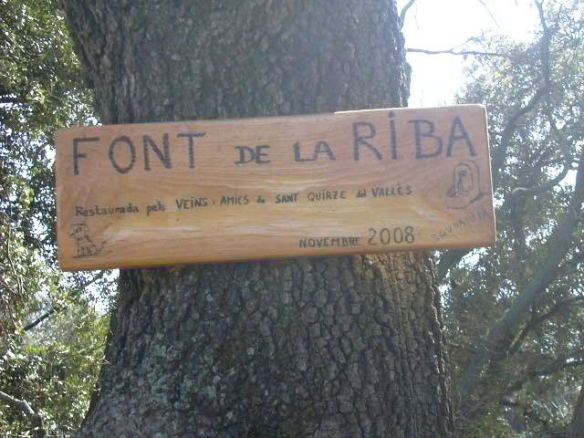 FONT DE LA RIBA
Restaurada pels VEINS i AMICS de SANT QUIRZE del VALLÈS
NOVEMBRE 2008